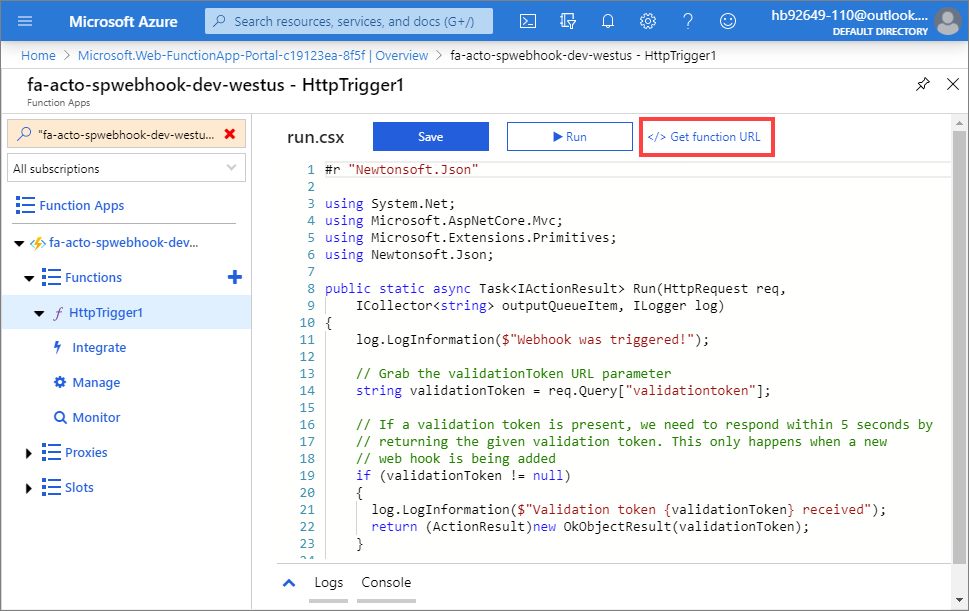 Microsoft Azure
Search resources, services, and docs (G+/)
hb92649-110@outlook....
DEFAULT DIRECTORY
Home > Microsoft.Web-FunctionApp-Portal-c19123ea-8f5f | Overview > fa-acto-spwebhook-dev-westus - HttpTrigger1
fa-acto-spwebhook-dev-westus - HttpTrigger1
Function Apps
"fa-acto-spwebhook-dev-westu...
All subscriptions
Function Apps
fa-acto-spwebhook-dev...
Functions
HttpTrigger1
Integrate
Manage
Monitor
Proxies
Slots
run.csx
Save
Run
</> Get function URL
1 #r "Newtonsoft.Json"
2
3 using System.Net;
4 using Microsoft.AspNetCore.Mvc;
5 using Microsoft.Extensions.Primitives;
6 using Newtonsoft.Json;
7
8 public static async Task<IActionResult> Run(HttpRequest req,
9 ICollector<string> outputQueueItem, ILogger log)
10 {
11 log.LogInformation($"Webhook was triggered!");
12
13 // Grab the validationToken URL parameter
14 string validationToken = req.Query["validationtoken"];
15
16 // If a validation token is present, we need to respond within 5 seconds by
17 // returning the given validation token. This only happens when a new
18 // web hook is being added
19 if (validationToken != null)
20 {
21 log.LogInformation($"Validation token {validationToken} received");
22 return (ActionResult)new OkObjectResult(validationToken);
23 }
Logs
Console